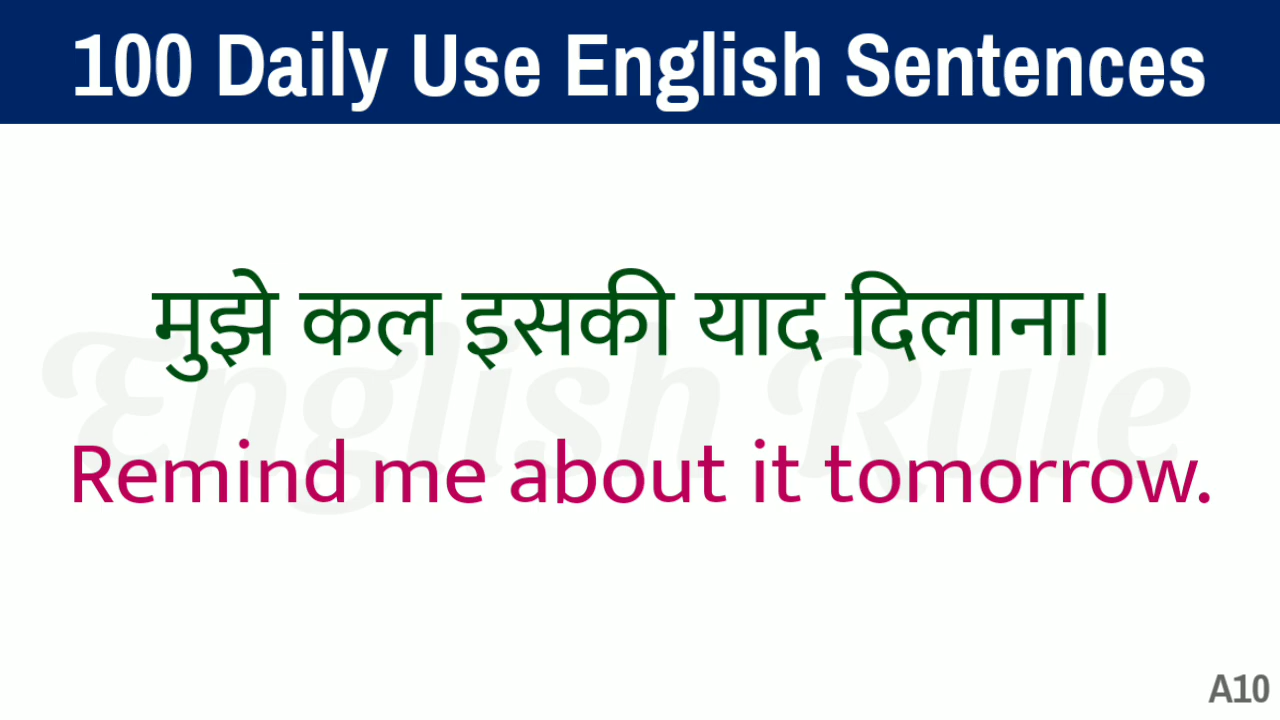 100 Daily Use English Sentences
मुझे कल इसकी याद दिलाना।
English Rule
Remind me about it tomorrow.
A10